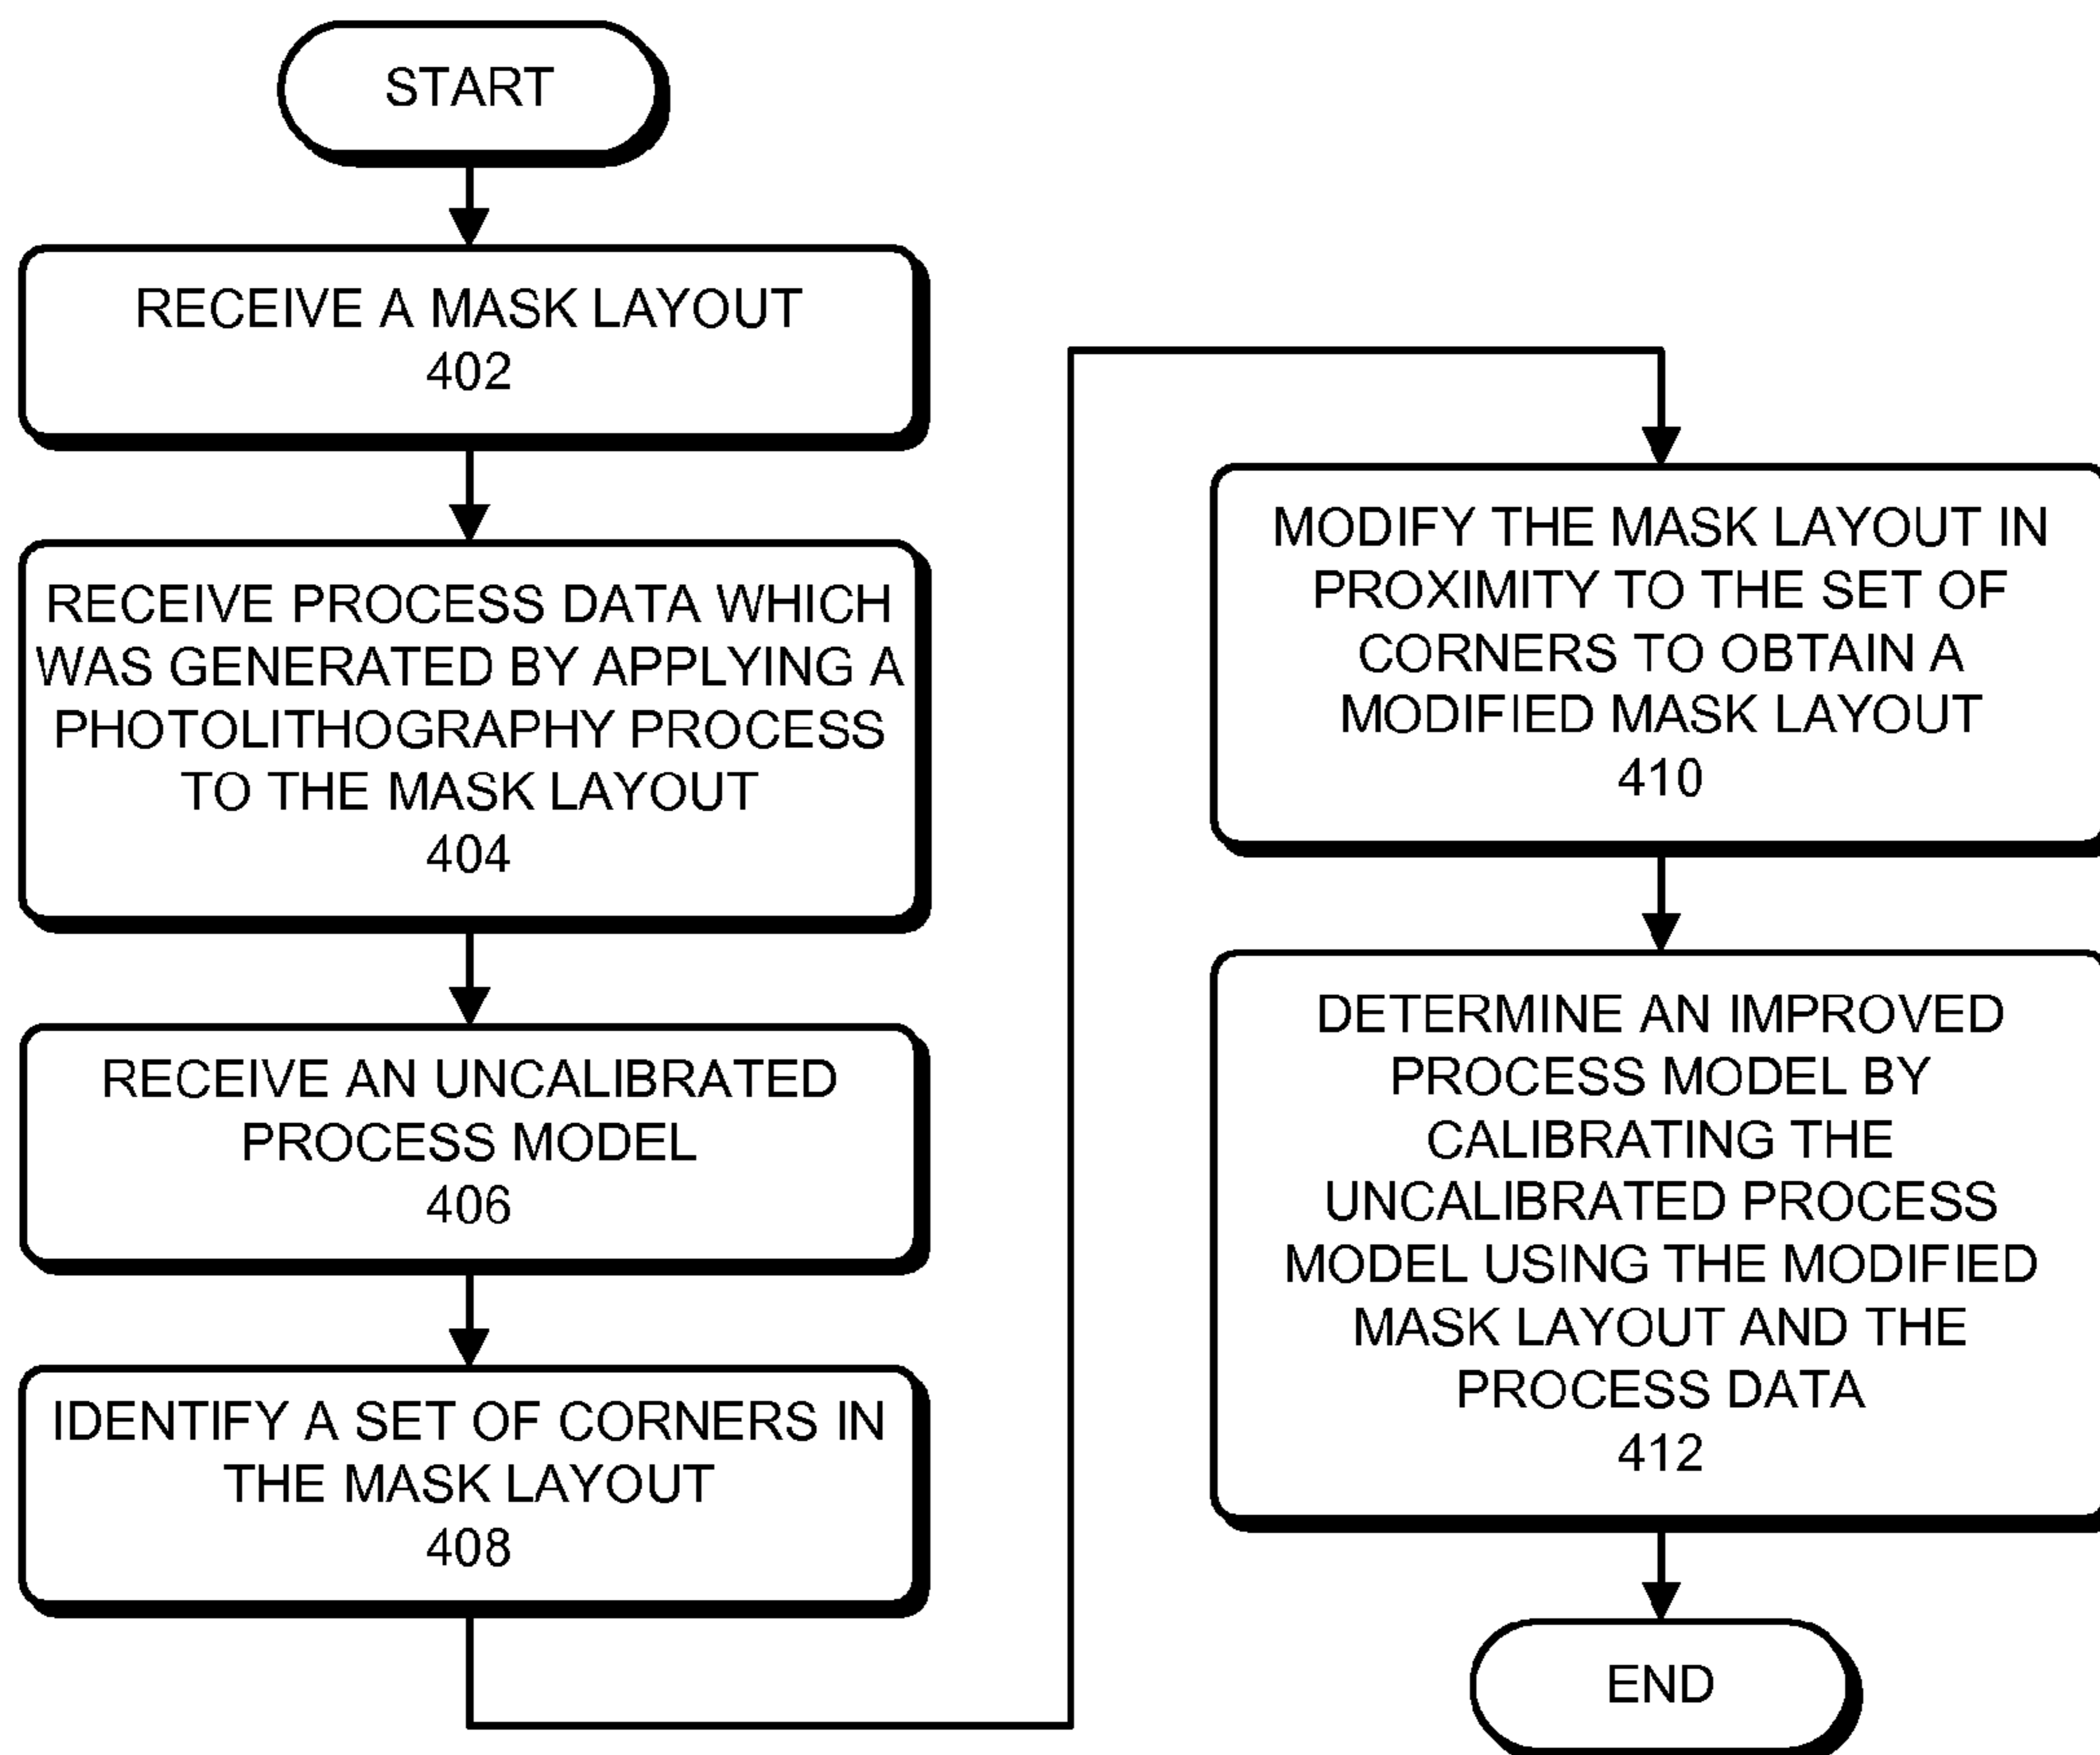 START
RECEIVE A MASK LAYOUT
402
RECEIVE PROCESS DATA WHICH
WAS GENERATED BY APPLYING A
PHOTOLITHOGRAPHY PROCESS
TO THE MASK LAYOUT
404
RECEIVE AN UNCALIBRATED
PROCESS MODEL
406
IDENTIFY A SET OF CORNERS IN
THE MASK LAYOUT
408
MODIFY THE MASK LAYOUT IN
PROXIMITY TO THE SET OF
CORNERS TO OBTAIN A
MODIFIED MASK LAYOUT
410
DETERMINE AN IMPROVED
PROCESS MODEL BY
CALIBRATING THE
UNCALIBRATED PROCESS
MODEL USING THE MODIFIED
MASK LAYOUT AND THE
PROCESS DATA
412
END